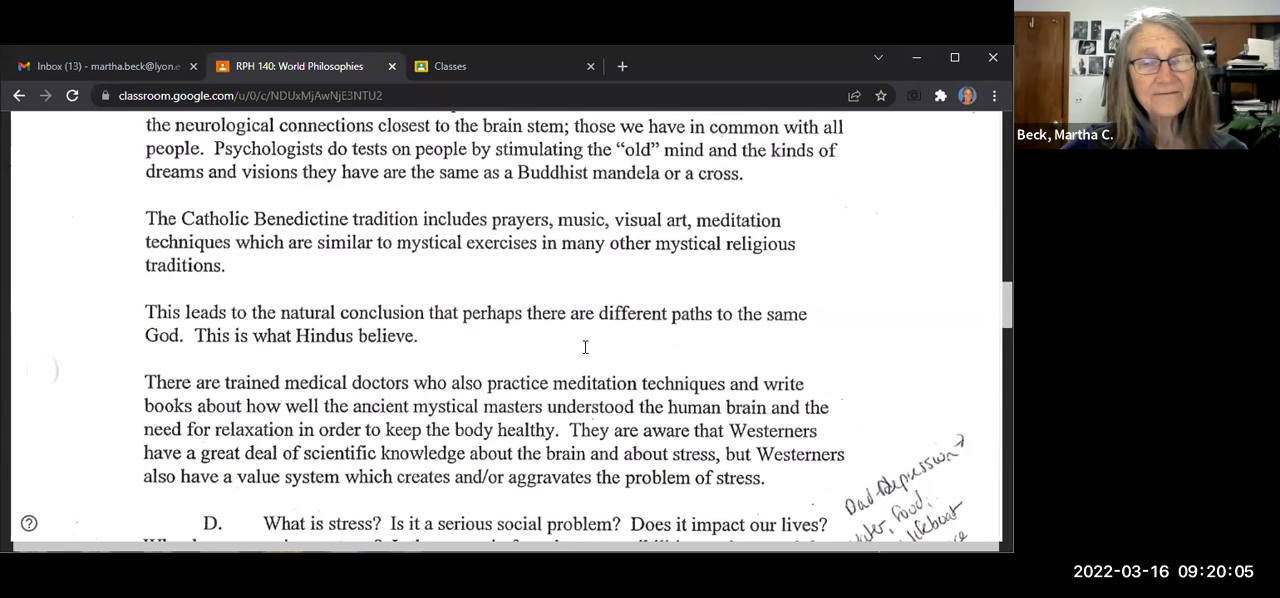 Inbox (13) - martha.beck@lyon.e
RPH 140: World Philosophies
Classes
classroom.google.com/u/0/c/NDUxMjAwNjE3NTU2
Beck, Martha C.
the neurological connections closest to the brain stem; those we have in common with all
people. Psychologists do tests on people by stimulating the "old" mind and the kinds of
dreams and visions they have are the same as a Buddhist mandela or a cross.
The Catholic Benedictine tradition includes prayers, music, visual art, meditation
techniques which are similar to mystical exercises in many other mystical religious
traditions.
This leads to the natural conclusion that perhaps there are different paths to the same
God. This is what Hindus believe.
There are trained medical doctors who also practice meditation techniques and write
books about how well the ancient mystical masters understood the human brain and the
need for relaxation in order to keep the body healthy. They are aware that Westerners
have a great deal of scientific knowledge about the brain and about stress, but Westerners
also have a value system which creates and/or aggravates the problem of stress.
D. What is stress? Is it a serious social problem? Does it impact our lives?
Dad Depression
Food,
lifeboat
2022-03-16 09:20:05